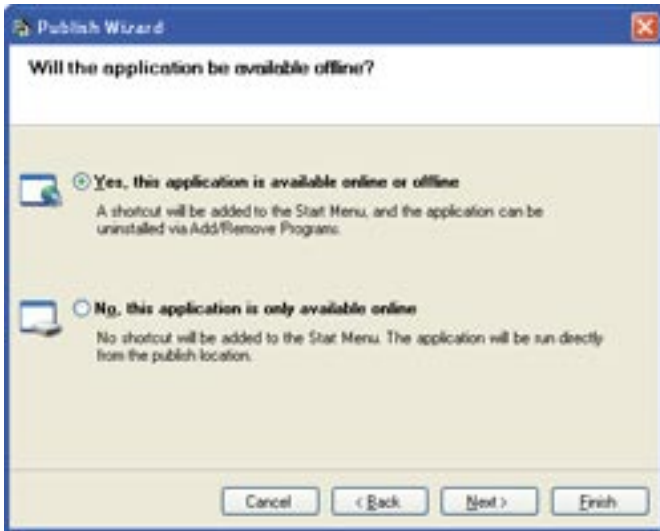 Publish Wizard
Will the application be available offline?
Yes, this application is available online or offline
A shortcut will be added to the Start Menu, and the application can be
uninstalled via Add/Remove Programs.
No, this application is only available online
No shortcut will be added to the Start Menu. The application will be run directly
from the publish location.
Cancel
< Back
Next >
Finish